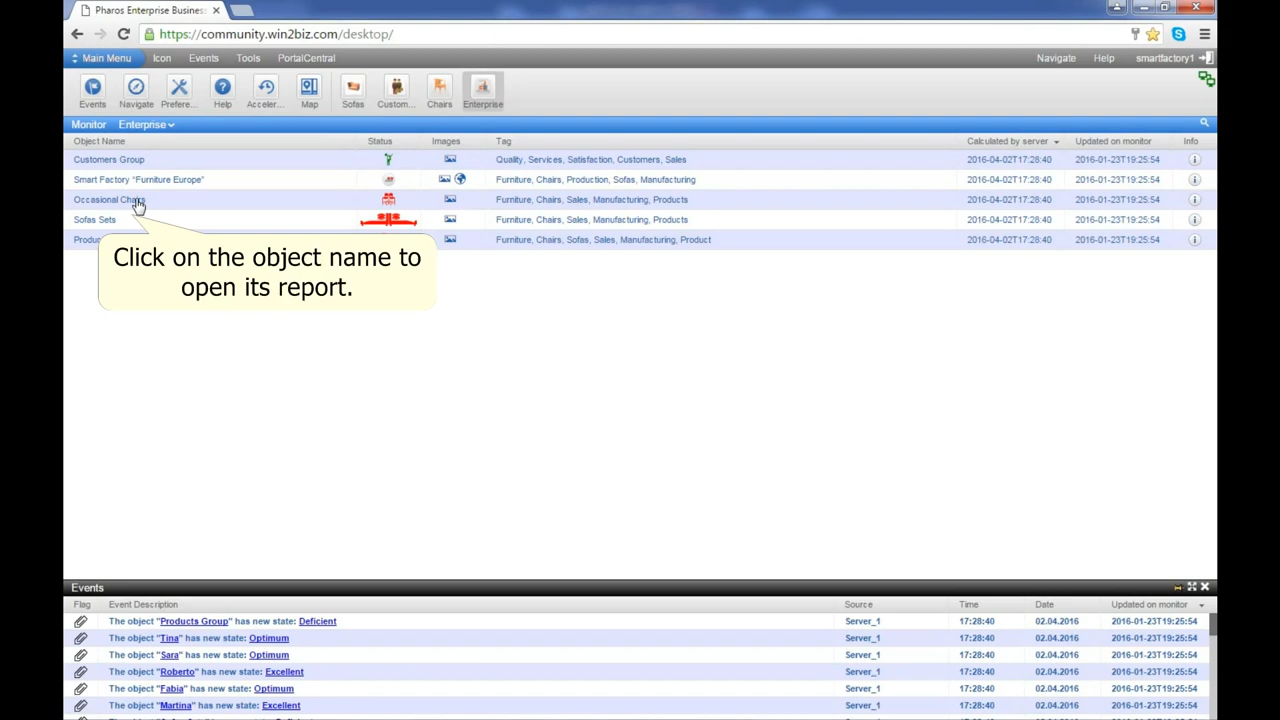 Pharos Enterprise Business
https://community.win2biz.com/desktop/
Main Menu Icon Events Tools PortalCentral Navigate Help smartfactory1
Events Navigate Prefere... Help Acceler... Map Sofas Custom... Chairs Enterprise
Monitor Enterprise
Object Name Status Images Tag Calculated by server Updated on monitor Info
Customers Group Quality, Services, Satisfaction, Customers, Sales 2016-04-02T17:28:40 2016-01-23T19:25:54
Smart Factory "Furniture Europe" Furniture, Chairs, Production, Sofas, Manufacturing 2016-04-02T17:28:40 2016-01-23T19:25:54
Occasional Chairs Furniture, Chairs, Sales, Manufacturing, Products 2016-04-02T17:28:40 2016-01-23T19:25:54
Sofas Sets Furniture, Chairs, Sales, Manufacturing, Products 2016-04-02T17:28:40 2016-01-23T19:25:54
Furniture, Chairs, Sofas, Sales, Manufacturing, Product 2016-04-02T17:28:40 2016-01-23T19:25:54
Click on the object name to
open its report.
Events
Flag Event Description Source Time Date Updated on monitor
The object "Products Group" has new state: Deficient Server_1 17:28:40 02.04.2016 2016-01-23T19:25:54
The object "Tina" has new state: Optimum Server_1 17:28:40 02.04.2016 2016-01-23T19:25:54
The object "Sara" has new state: Optimum Server_1 17:28:40 02.04.2016 2016-01-23T19:25:54
The object "Roberto" has new state: Excellent Server_1 17:28:40 02.04.2016 2016-01-23T19:25:54
The object "Fabia" has new state: Optimum Server_1 17:28:40 02.04.2016 2016-01-23T19:25:54
The object "Martina" has new state: Excellent Server_1 17:28:40 02.04.2016 2016-01-23T19:25:54